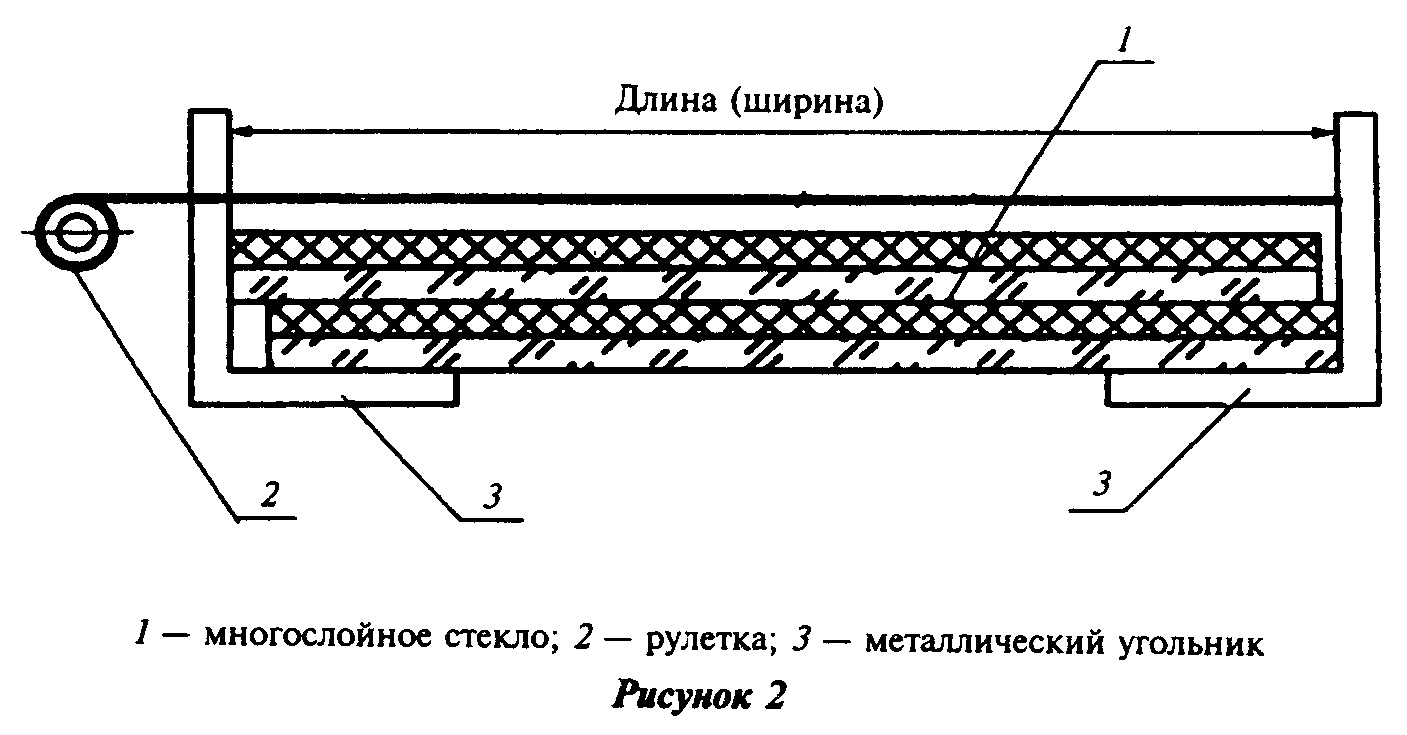 1
Длина (ширина)
2
3
3
1 — многослойное стекло; 2 — рулетка; 3 — металлический угольник
Рисунок 2